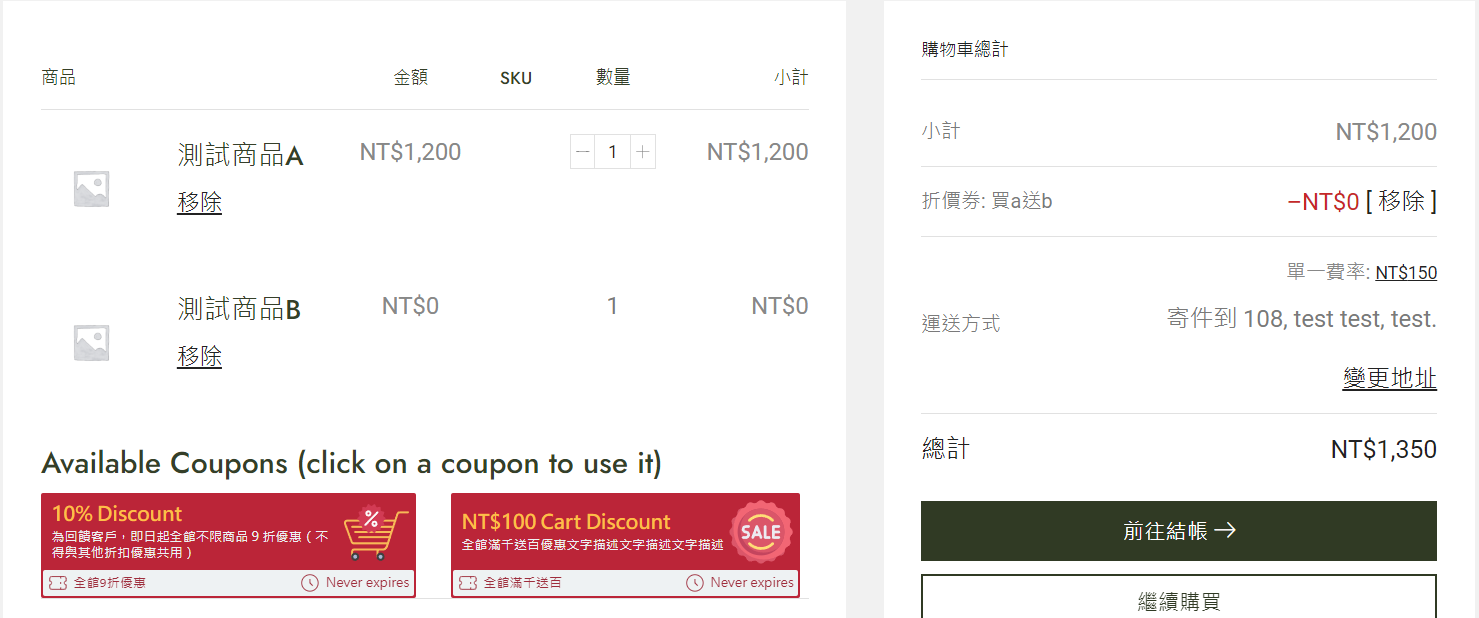 商品 金額 SKU 數量 小計
測試商品A NT$1,200 1 NT$1,200
移除
測試商品B NT$0 1 NT$0
移除
Available Coupons (click on a coupon to use it)
10% Discount
為回饋客戶，即日起全館不限商品 9 折優惠 ( 不
得與其他折扣優惠共用 )
全館9折優惠 Never expires
NT$100 Cart Discount
全館滿千送百優惠文字描述文字描述文字描述
SALE
全館滿千送百 Never expires
購物車總計
小計 NT$1,200
折價券: 買a送b –NT$0 [ 移除 ]
單一費率: NT$150
運送方式 寄件到 108, test test, test.
變更地址
總計 NT$1,350
前往結帳
繼續購買